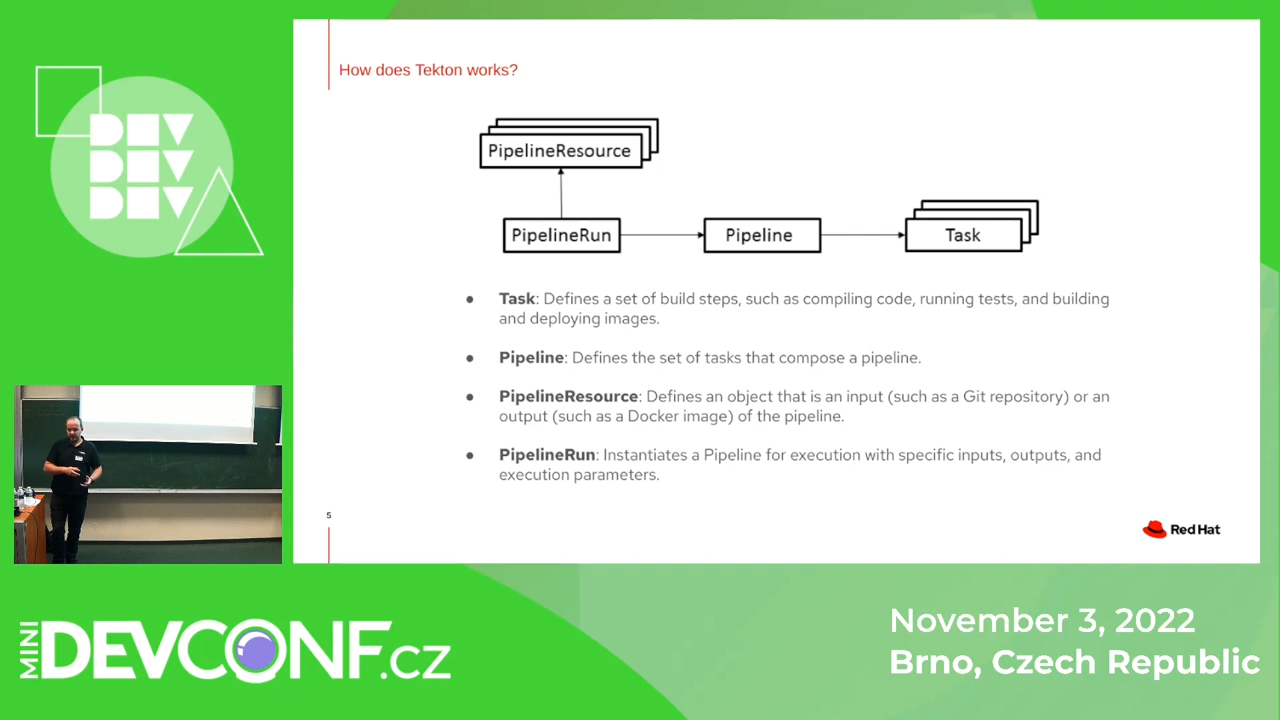 DEV
DEV
DEV
How does Tekton works?
PipelineResource
PipelineRun
Pipeline
Task
● Task: Defines a set of build steps, such as compiling code, running tests, and building
and deploying images.
● Pipeline: Defines the set of tasks that compose a pipeline.
● PipelineResource: Defines an object that is an input (such as a Git repository) or an
output (such as a Docker image) of the pipeline.
● PipelineRun: Instantiates a Pipeline for execution with specific inputs, outputs, and
execution parameters.
5
Red Hat
MINI DEVCONF.cz
November 3, 2022
Brno, Czech Republic